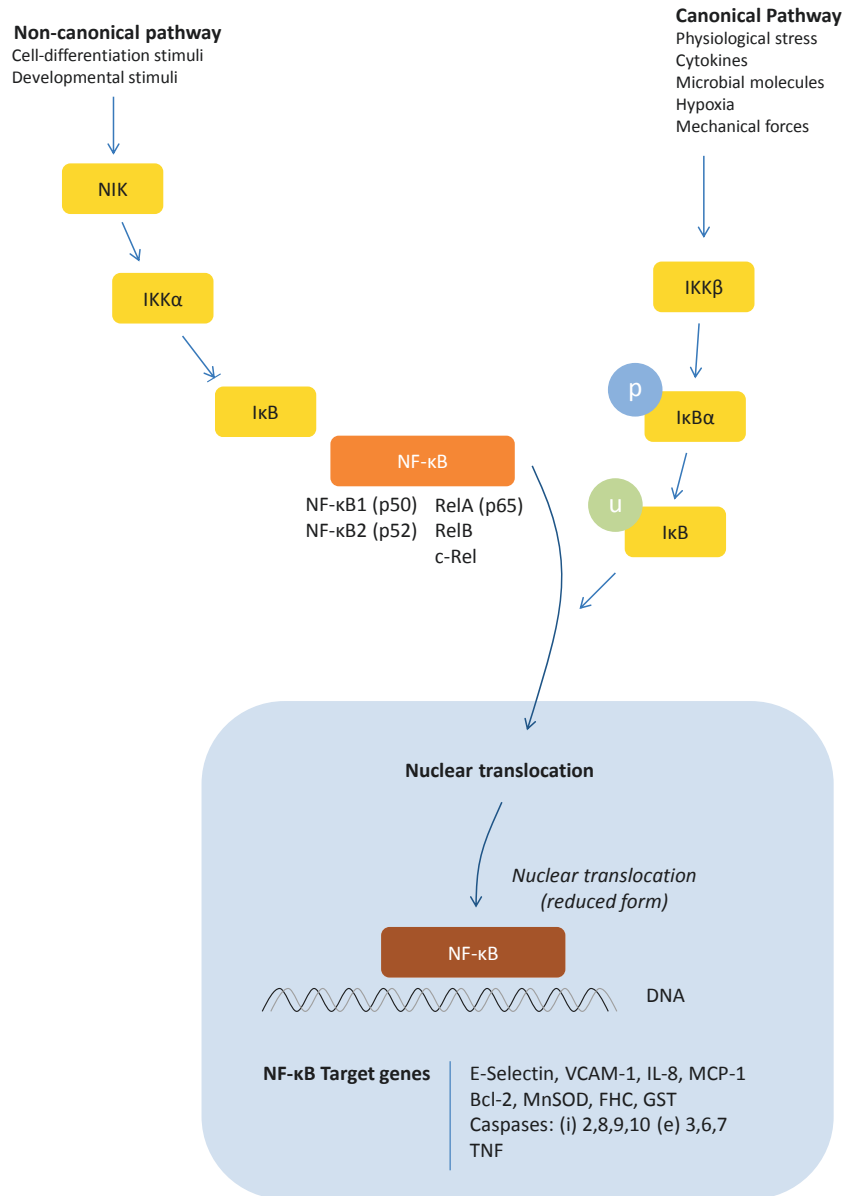 Non-canonical pathway
Cell-differentiation stimuli
Developmental stimuli
NIK
IKKα
IκB
Canonical Pathway
Physiological stress
Cytokines
Microbial molecules
Hypoxia
Mechanical forces
IKKβ
p
IκBα
u
IκB
NF-κB
NF-κB1 (p50) RelA (p65)
NF-κB2 (p52) RelB
c-Rel
Nuclear translocation
Nuclear translocation
(reduced form)
NF-κB
DNA
NF-κB Target genes
E-Selectin, VCAM-1, IL-8, MCP-1
Bcl-2, MnSOD, FHC, GST
Caspases: (i) 2,8,9,10 (e) 3,6,7
TNF